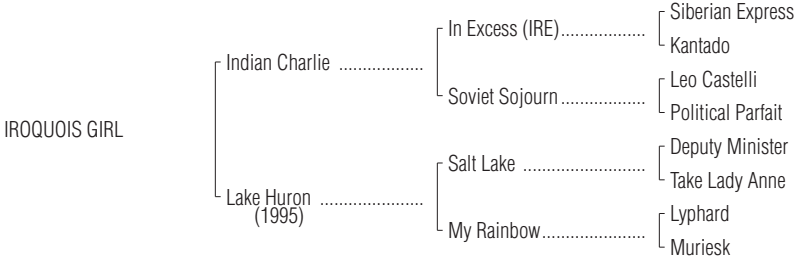 Siberian Express
In Excess (IRE)...................
Kantado
Indian Charlie ..................
Leo Castelli
Soviet Sojourn...................
Political Parfait
IROQUOIS GIRL
Deputy Minister
Salt Lake ...........................
Take Lady Anne
Lake Huron ......................
(1995)
Lyphard
My Rainbow.......................
Muriesk